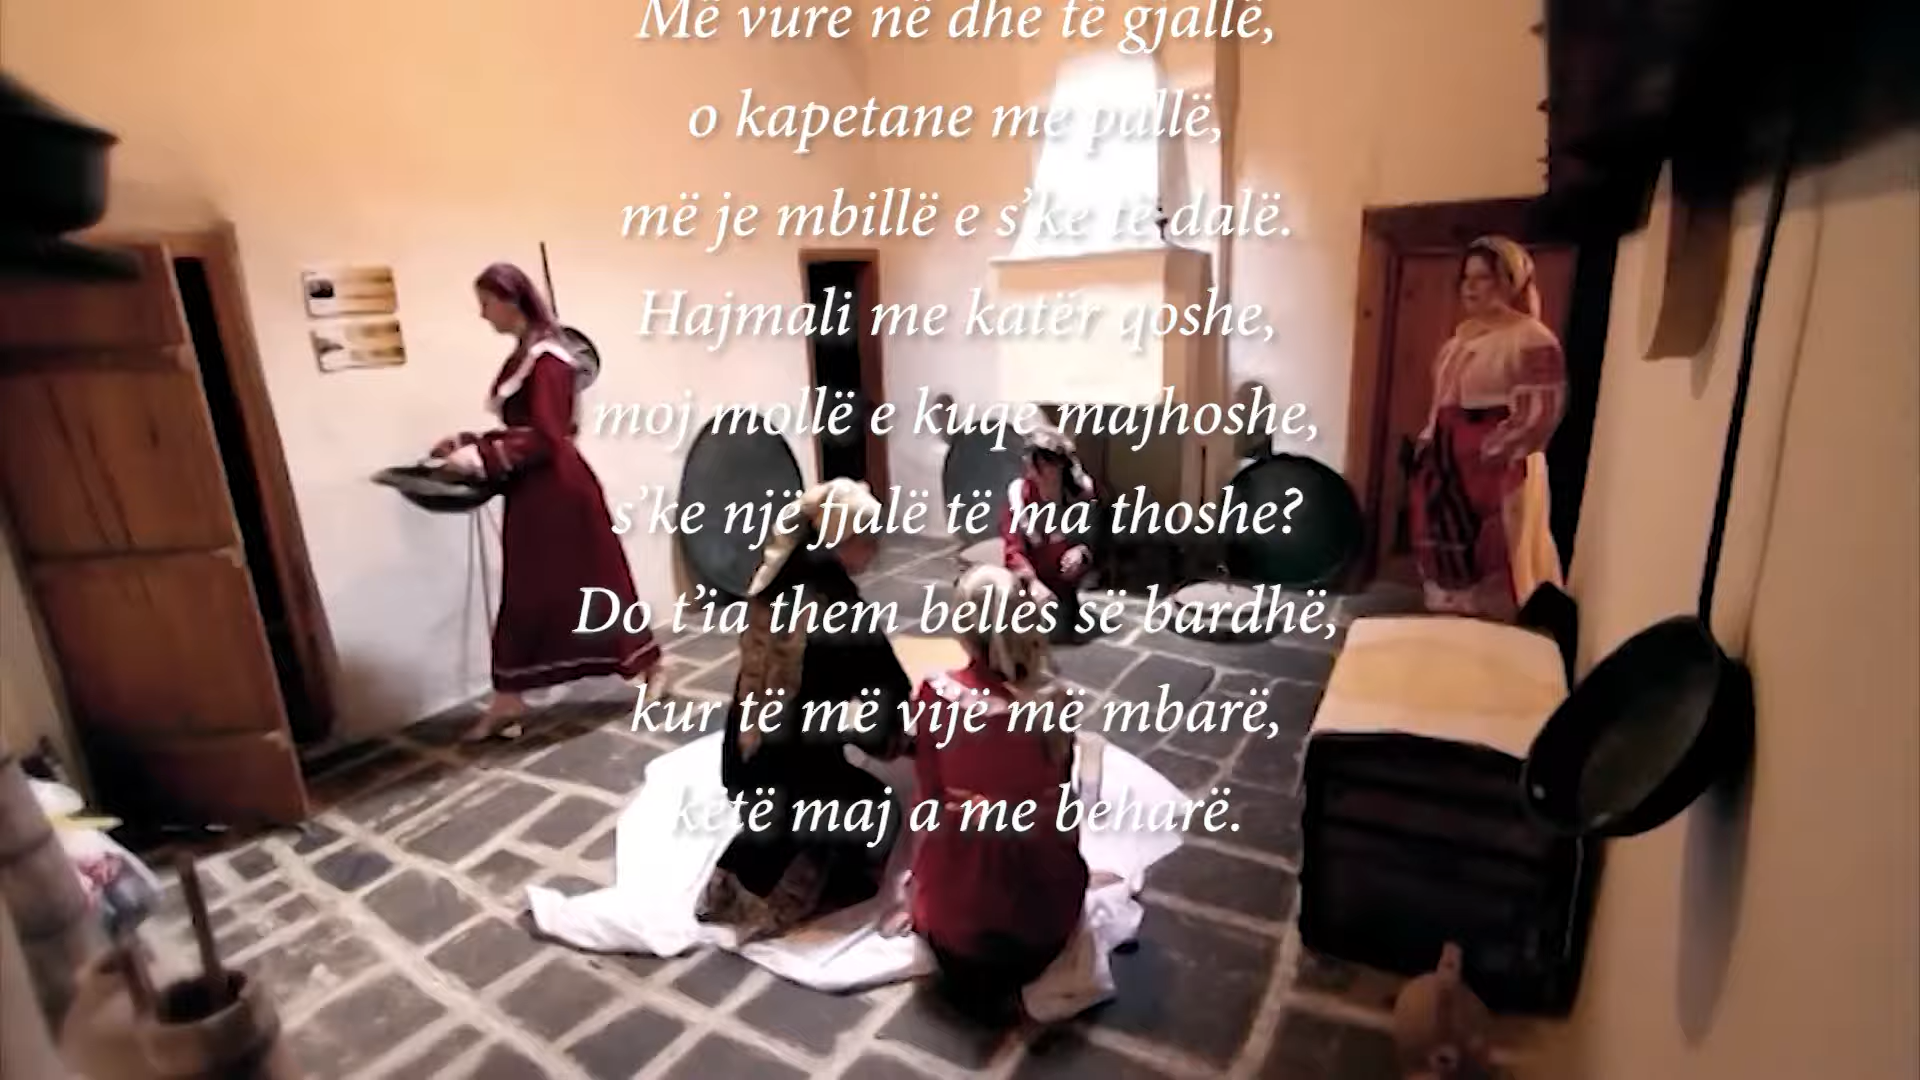 Më vure në dhe të gjallë,
o kapetane me pallë,
më je mbillë e s’ke të dalë.
Hajmali me katër qoshe,
moj mollë e kuqe majhoshe,
s’ke një fjalë të ma thoshe?
Do t’ia them bellës së bardhë,
kur të më vijë më mbarë,
këtë maj a me beharë.